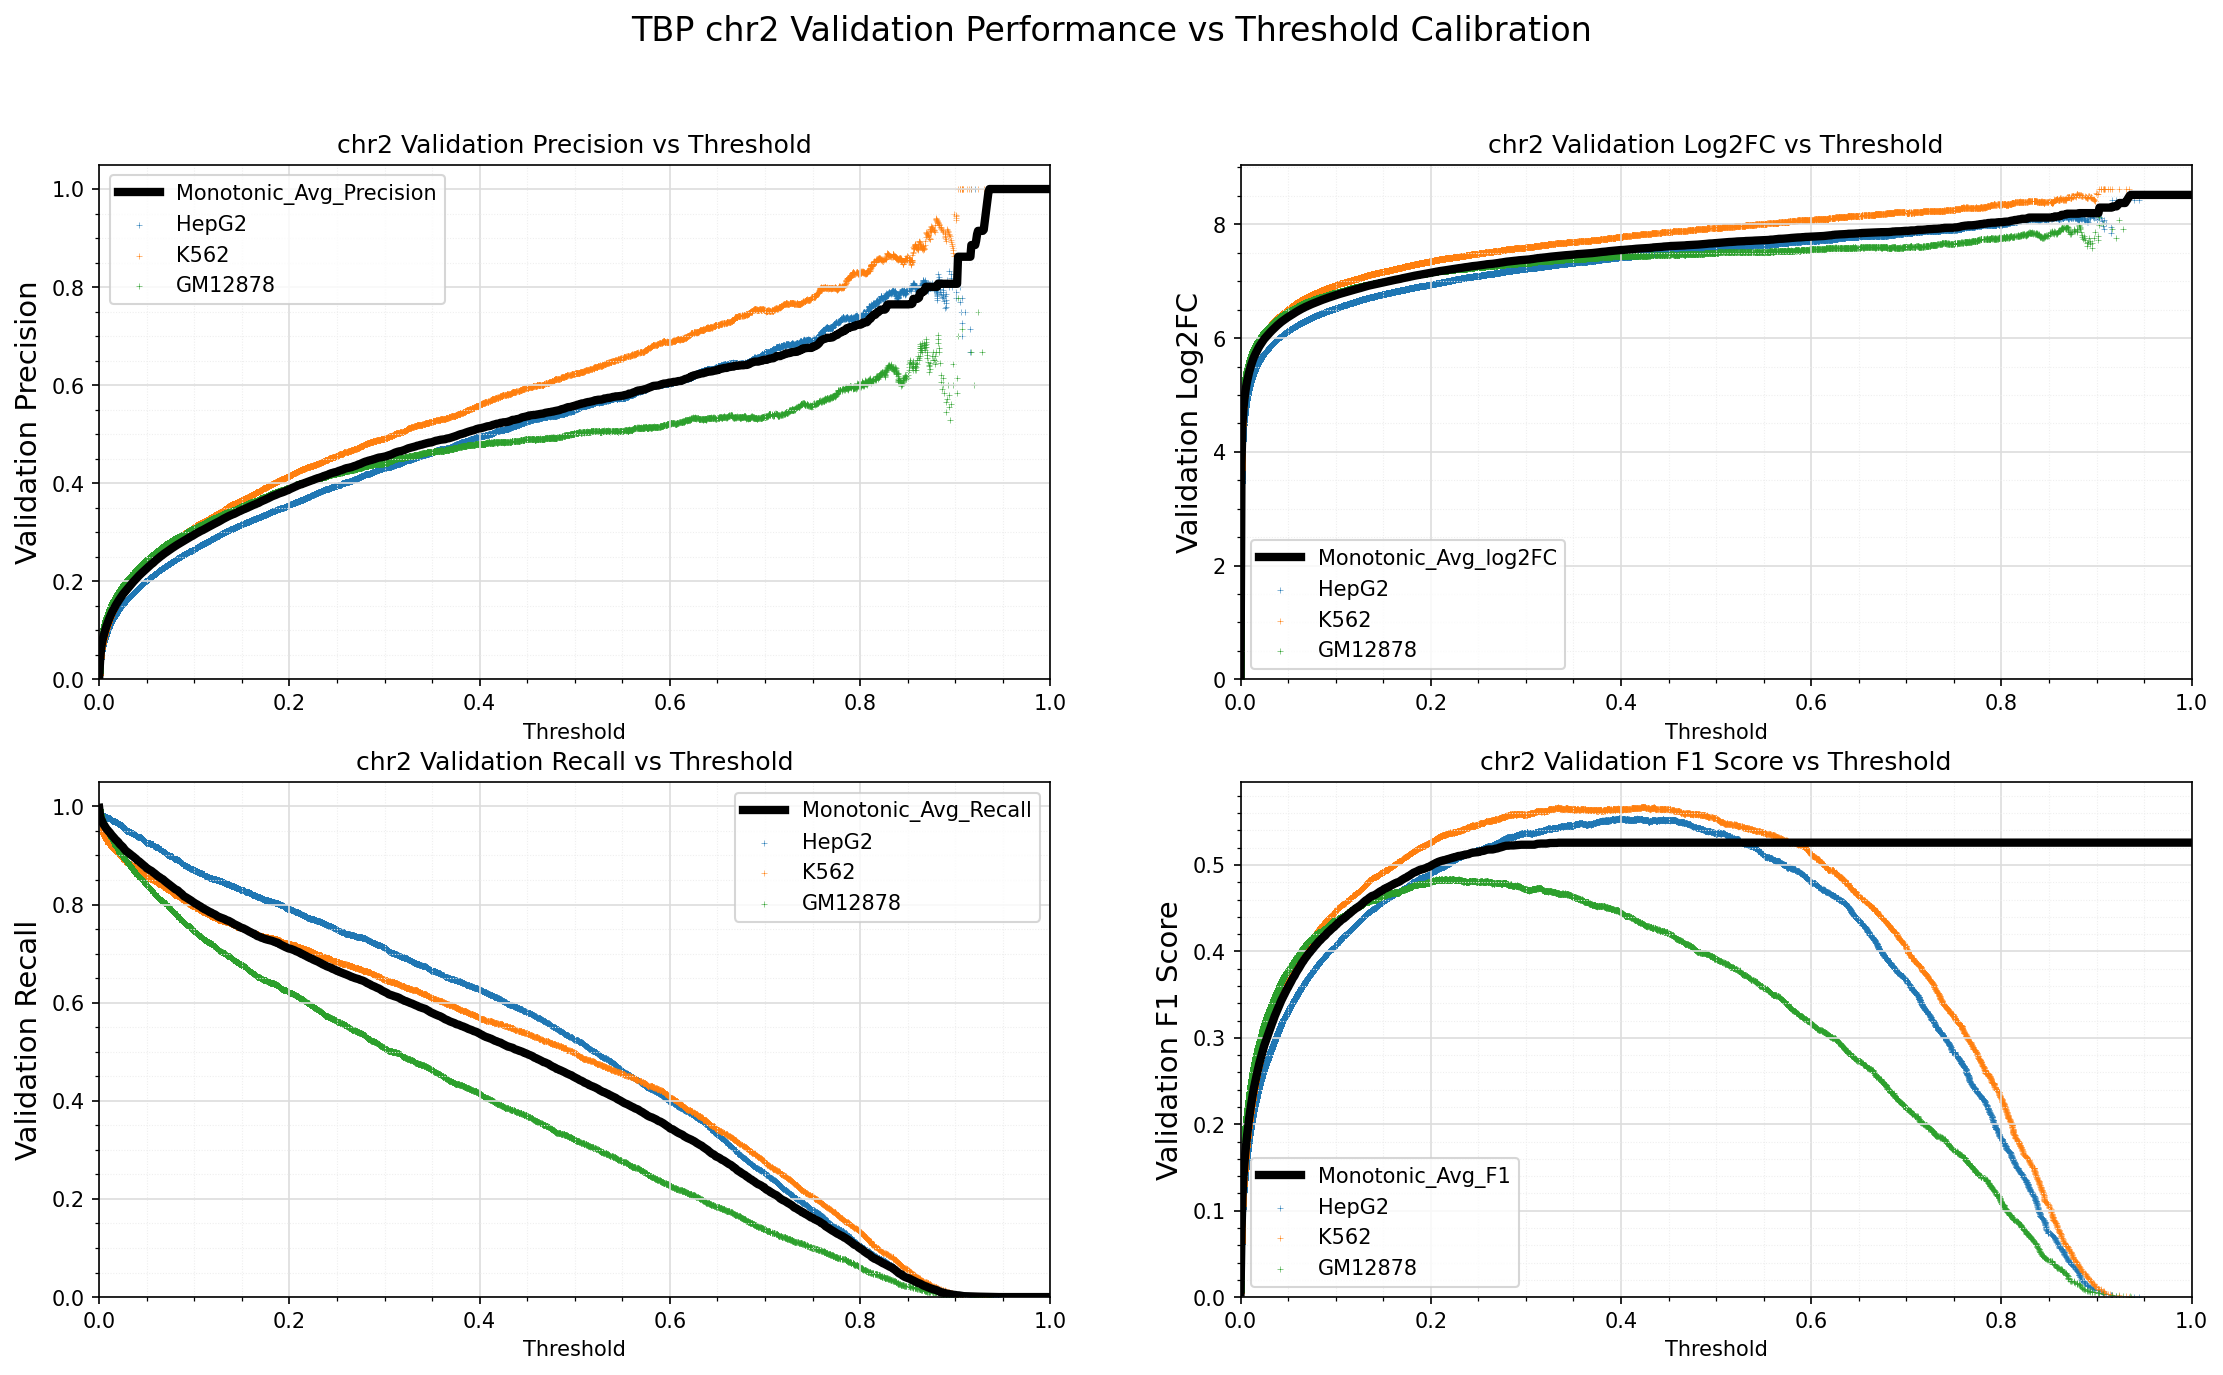 TBP chr2 Validation Performance vs Threshold Calibration
chr2 Validation Precision vs Threshold
Validation Precision
1.0
0.8
0.6
0.4
0.2
0.0
Monotonic_Avg_Precision
HepG2
K562
GM12878
0.0 0.2 0.4 0.6 0.8 1.0
Threshold
chr2 Validation Log2FC vs Threshold
Validation Log2FC
8
6
4
2
0
Monotonic_Avg_log2FC
HepG2
K562
GM12878
0.0 0.2 0.4 0.6 0.8 1.0
Threshold
chr2 Validation Recall vs Threshold
Validation Recall
1.0
0.8
0.6
0.4
0.2
0.0
Monotonic_Avg_Recall
HepG2
K562
GM12878
0.0 0.2 0.4 0.6 0.8 1.0
Threshold
chr2 Validation F1 Score vs Threshold
Validation F1 Score
0.5
0.4
0.3
0.2
0.1
0.0
Monotonic_Avg_F1
HepG2
K562
GM12878
0.0 0.2 0.4 0.6 0.8 1.0
Threshold